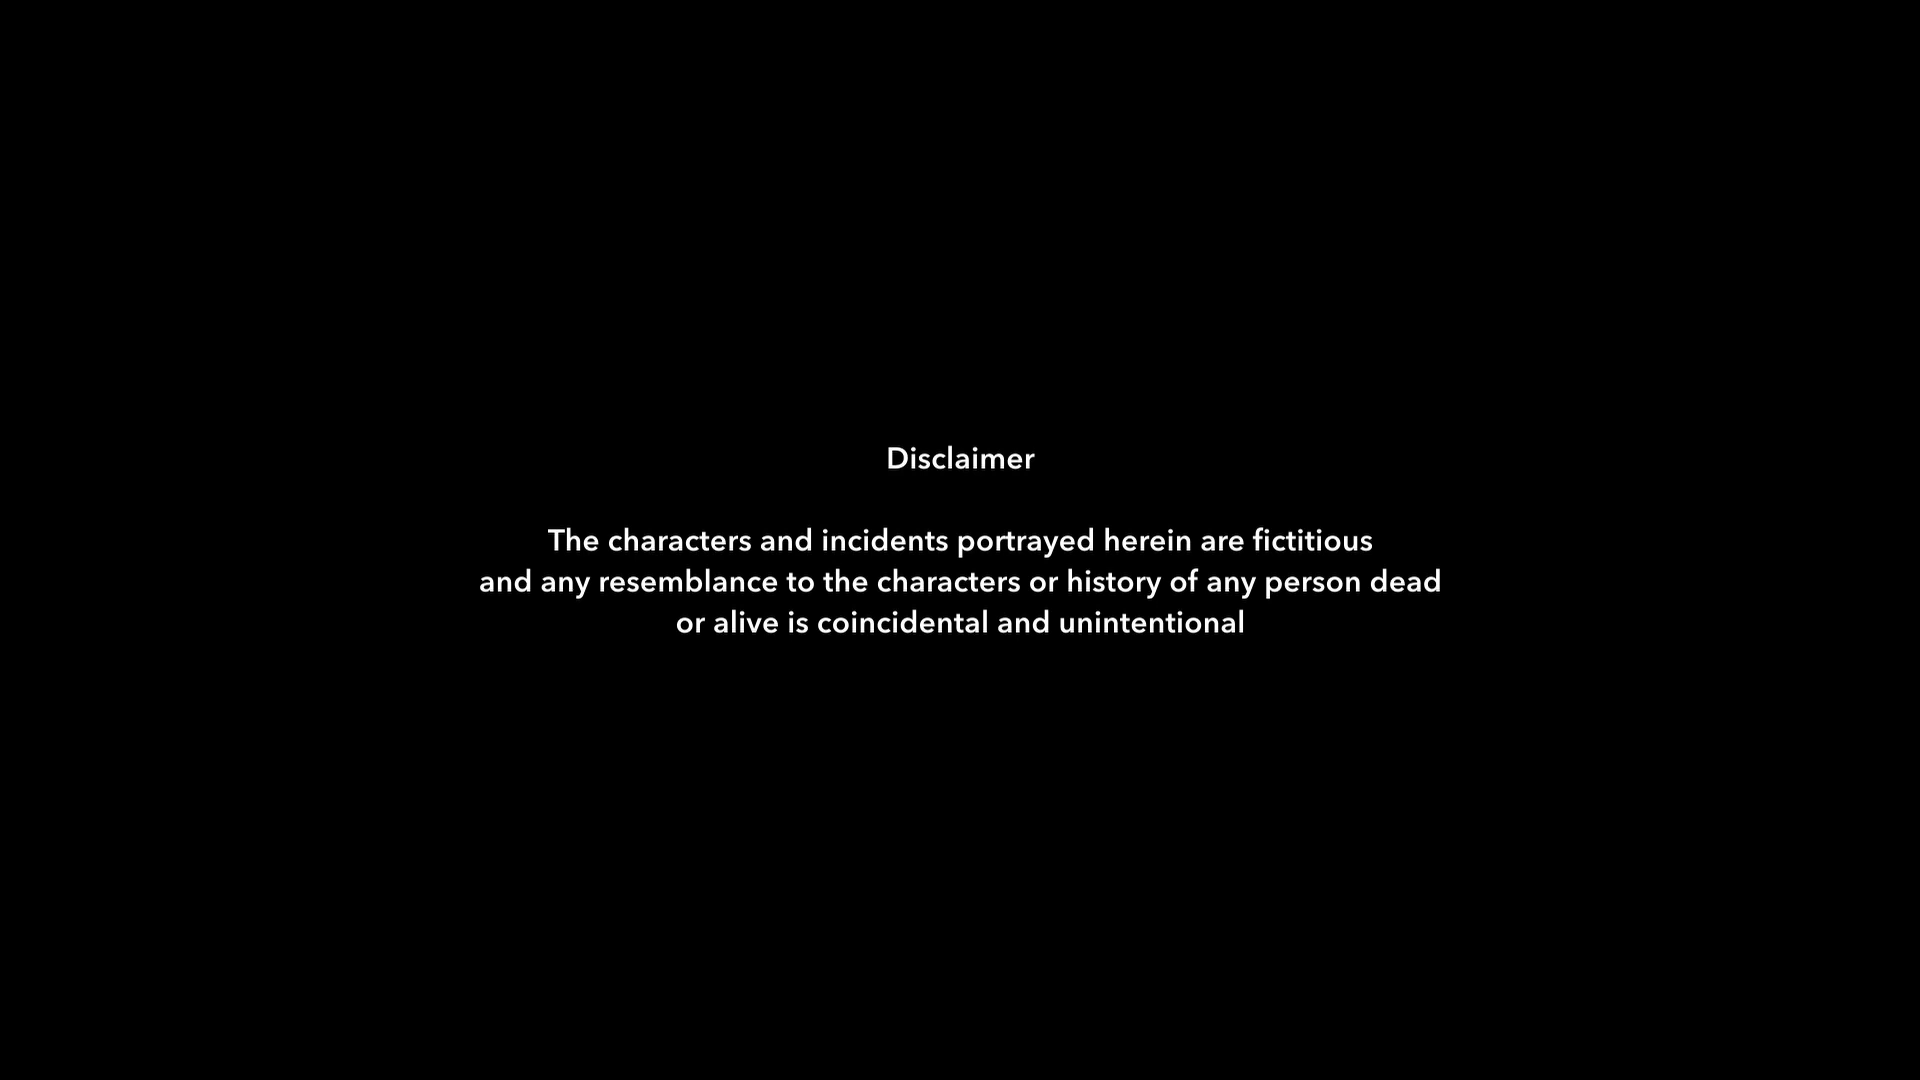 Disclaimer
The characters and incidents portrayed herein are fictitious
and any resemblance to the characters or history of any person dead
or alive is coincidental and unintentional